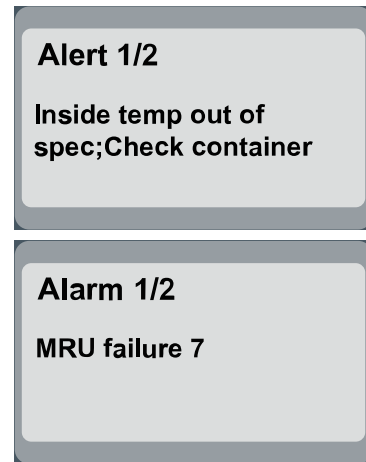 Alert 1/2
Inside temp out of
spec;Check container
Alarm 1/2
MRU failure 7